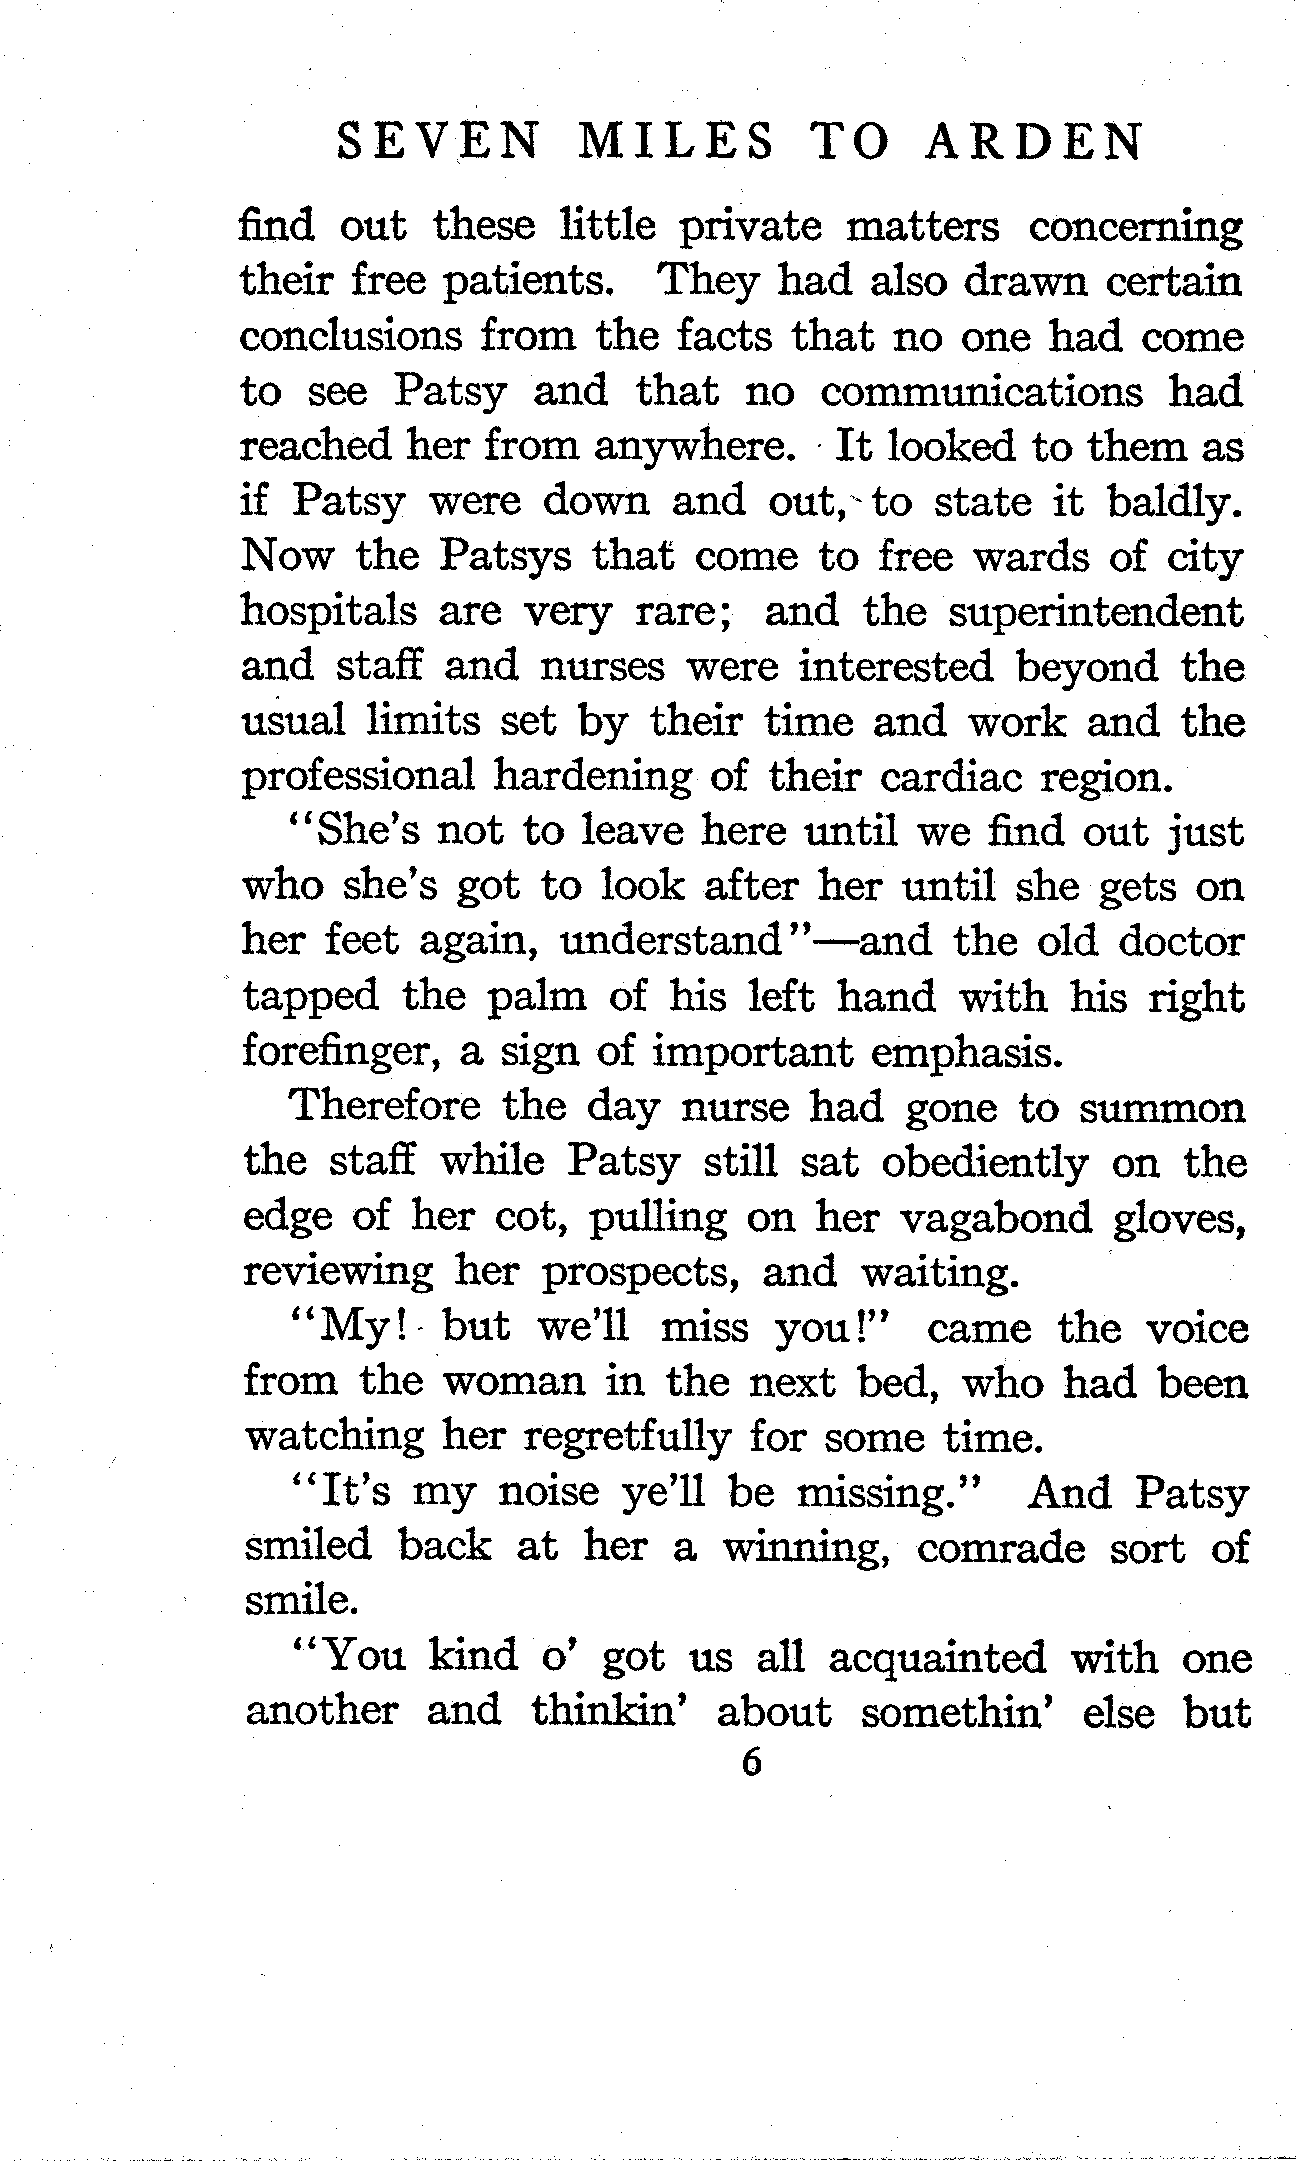 SEVEN MILES TO ARDEN
find out these little private matters concerning
their free patients. They had also drawn certain
conclusions from the facts that no one had come
to see Patsy and that no communications had
reached her from anywhere. It looked to them as
if Patsy were down and out, to state it baldly.
Now the Patsys that come to free wards of city
hospitals are very rare; and the superintendent
and staff and nurses were interested beyond the
usual limits set by their time and work and the
professional hardening of their cardiac region.
"She's not to leave here until we find out just
who she's got to look after her until she gets on
her feet again, understand"—and the old doctor
tapped the palm of his left hand with his right
forefinger, a sign of important emphasis.
Therefore the day nurse had gone to summon
the staff while Patsy still sat obediently on the
edge of her cot, pulling on her vagabond gloves,
reviewing her prospects, and waiting.
"My! but we'll miss you!" came the voice
from the woman in the next bed, who had been
watching her regretfully for some time.
"It's my noise ye'll be missing." And Patsy
smiled back at her a winning, comrade sort of
smile.
"You kind o' got us all acquainted with one
another and thinkin' about somethin' else but
6